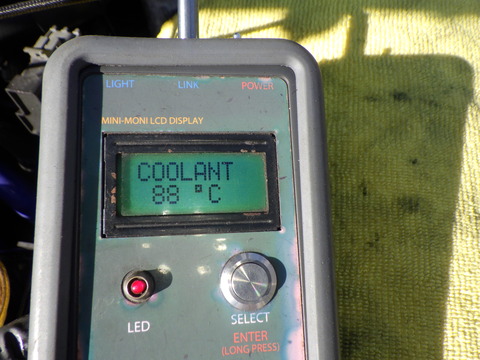 LIGHT LINK POWER
MINI-MONI LCD DISPLAY
COOLANT
88 °C
LED SELECT
ENTER
(LONG PRESS)